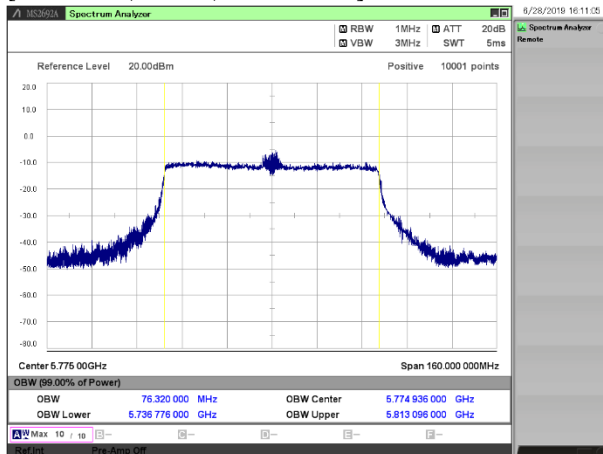 MS2692A Spectrum Analyzer
6/28/2019 16:11:05
Spectrum Analyzer
Remote
RBW 1MHz ATT 20dB
VBW 3MHz SWT 5ms
Reference Level 20.00dBm Positive 10001 points
20.0
10.0
0.0
-10.0
-20.0
-30.0
-40.0
-50.0
-60.0
-70.0
-80.0
Center 5.775 00GHz Span 160.000 000MHz
OBW (99.00% of Power)
OBW 76.320 000 MHz OBW Center 5.774 936 000 GHz
OBW Lower 5.736 776 000 GHz OBW Upper 5.813 096 000 GHz
A W Max 10 / 10 B- C- D- E- F-
Ref.Int Pre-Amp Off